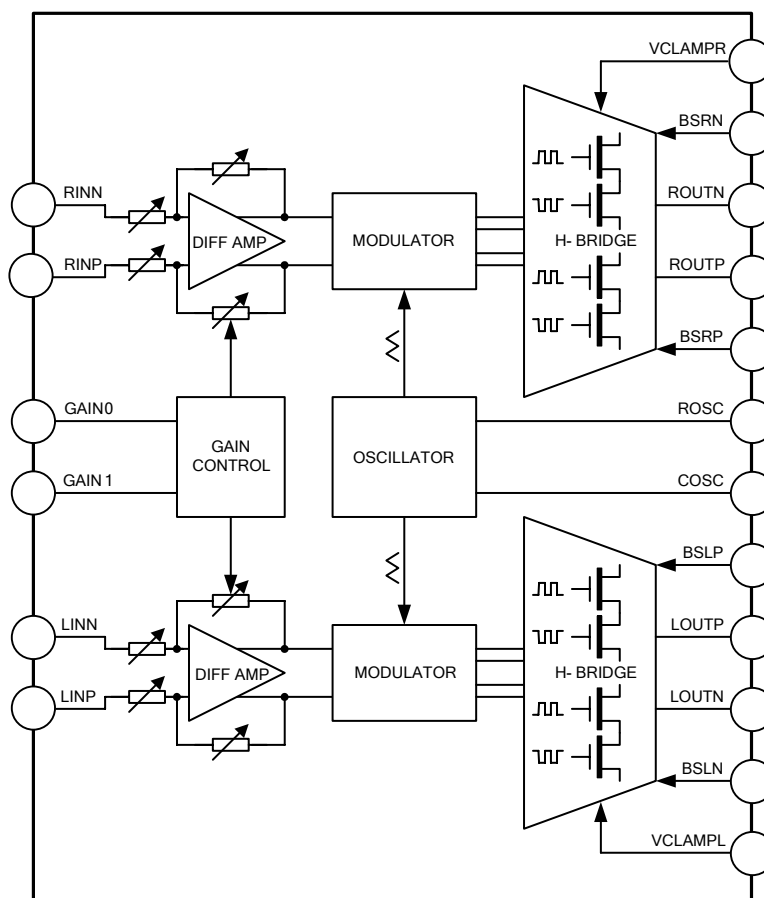 VCLAMPR
BSRN
RINN
ROUTN
DIFF AMP
MODULATOR
H- BRIDGE
RINP
ROUTP
BSRP
GAIN0
ROSC
GAIN
CONTROL
OSCILLATOR
GAIN 1
COSC
BSLP
LINN
LOUTP
DIFF AMP
MODULATOR
H- BRIDGE
LINP
LOUTN
BSLN
VCLAMPL